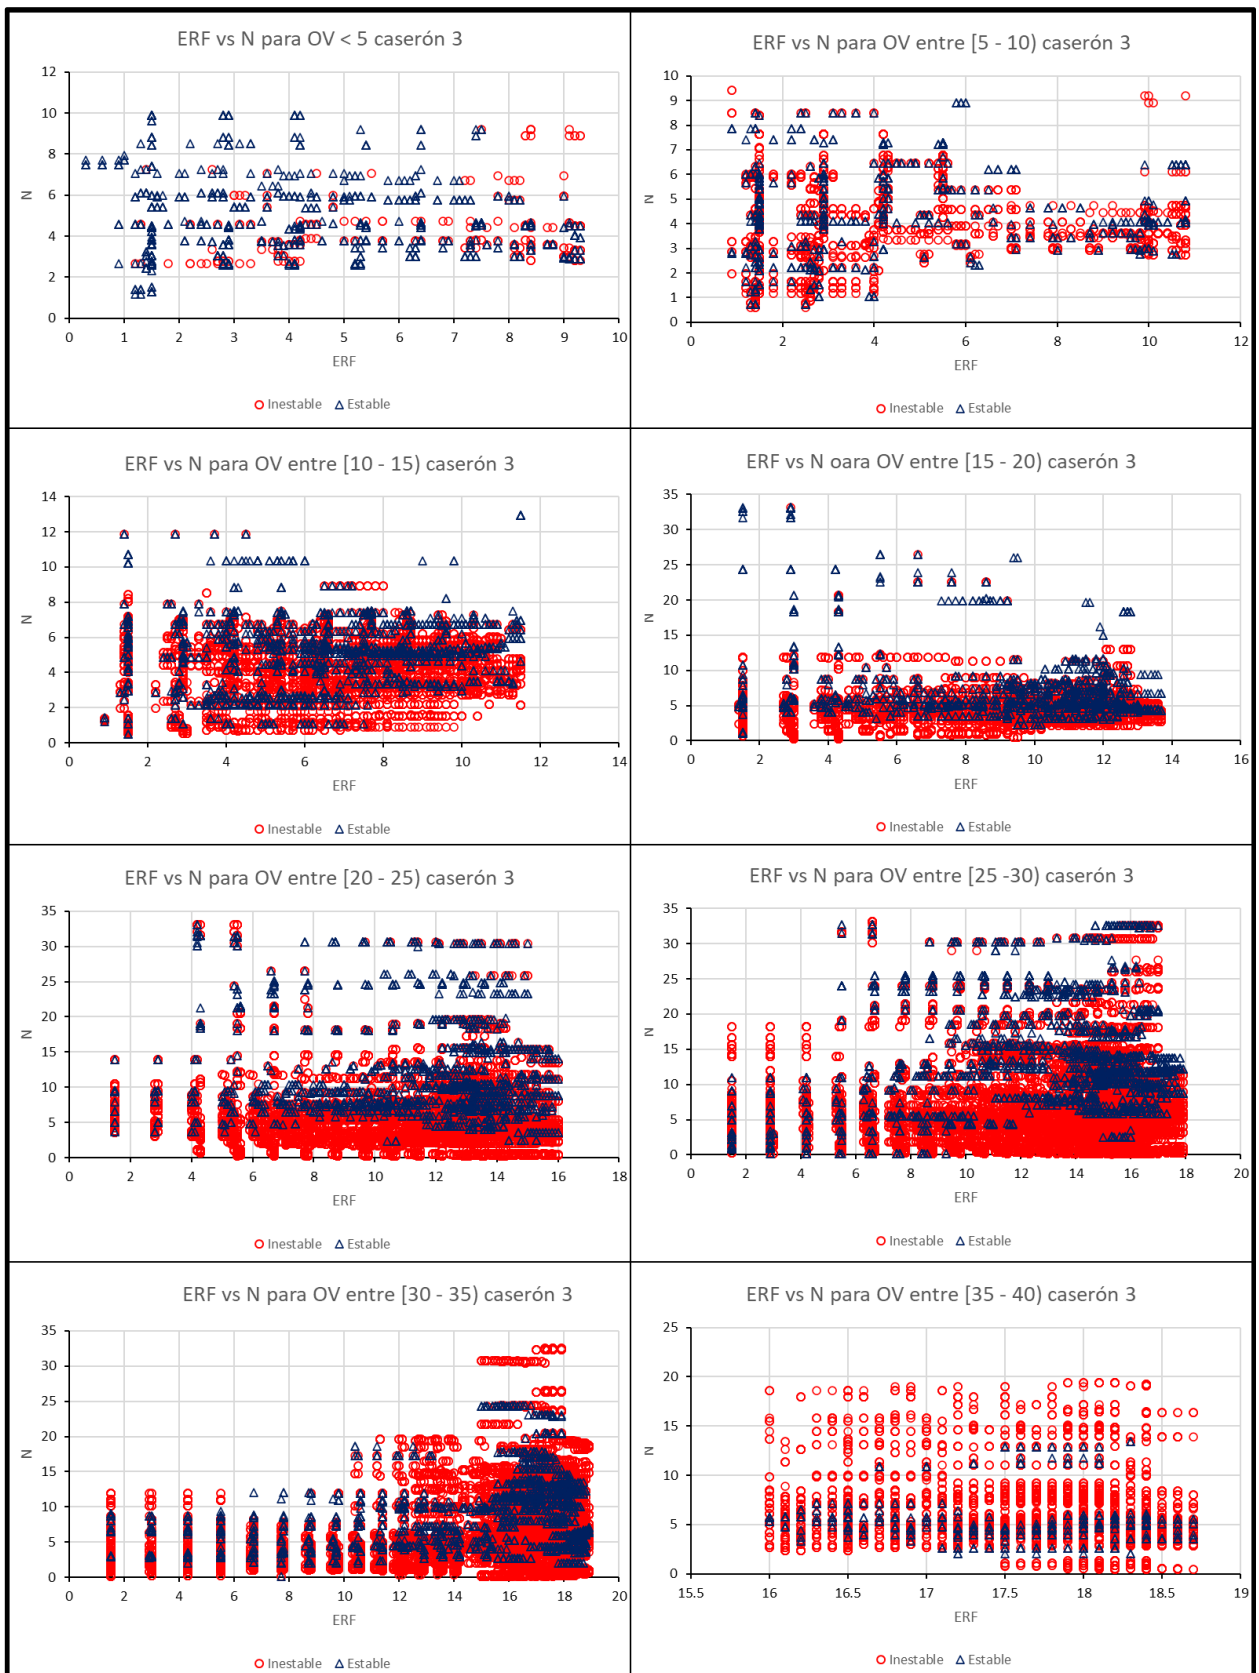 ERF vs N para OV < 5 caserón 3
12
10
8
6
4
2
0
N
0 1 2 3 4 5 6 7 8 9 10
ERF
Inestable Estable
ERF vs N para OV entre [5 - 10) caserón 3
10
9
8
7
6
5
4
3
2
1
0
N
0 2 4 6 8 10 12
ERF
Inestable Estable
ERF vs N para OV entre [10 - 15) caserón 3
14
12
10
8
6
4
2
0
N
0 2 4 6 8 10 12 14
ERF
Inestable Estable
ERF vs N oara OV entre [15 - 20) caserón 3
35
30
25
20
15
10
5
0
N
0 2 4 6 8 10 12 14 16
ERF
Inestable Estable
ERF vs N para OV entre [20 - 25) caserón 3
35
30
25
20
15
10
5
0
N
0 2 4 6 8 10 12 14 16 18
ERF
Inestable Estable
ERF vs N para OV entre [25 -30) caserón 3
35
30
25
20
15
10
5
0
N
0 2 4 6 8 10 12 14 16 18 20
ERF
Inestable Estable
ERF vs N para OV entre [30 - 35) caserón 3
35
30
25
20
15
10
5
0
N
0 2 4 6 8 10 12 14 16 18 20
ERF
Inestable Estable
ERF vs N para OV entre [35 - 40) caserón 3
25
20
15
10
5
0
N
15.5 16 16.5 17 17.5 18 18.5 19
ERF
Inestable Estable